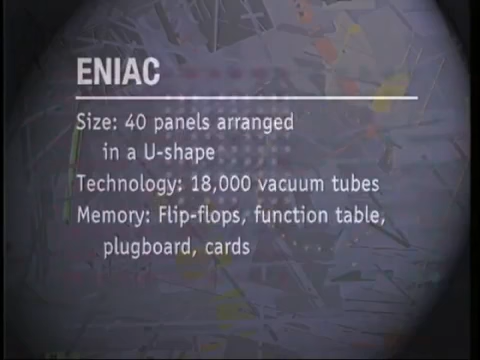 ENIAC
Size: 40 panels arranged
in a U-shape
Technology: 18,000 vacuum tubes
Memory: Flip-flops, function table,
plugboard, cards